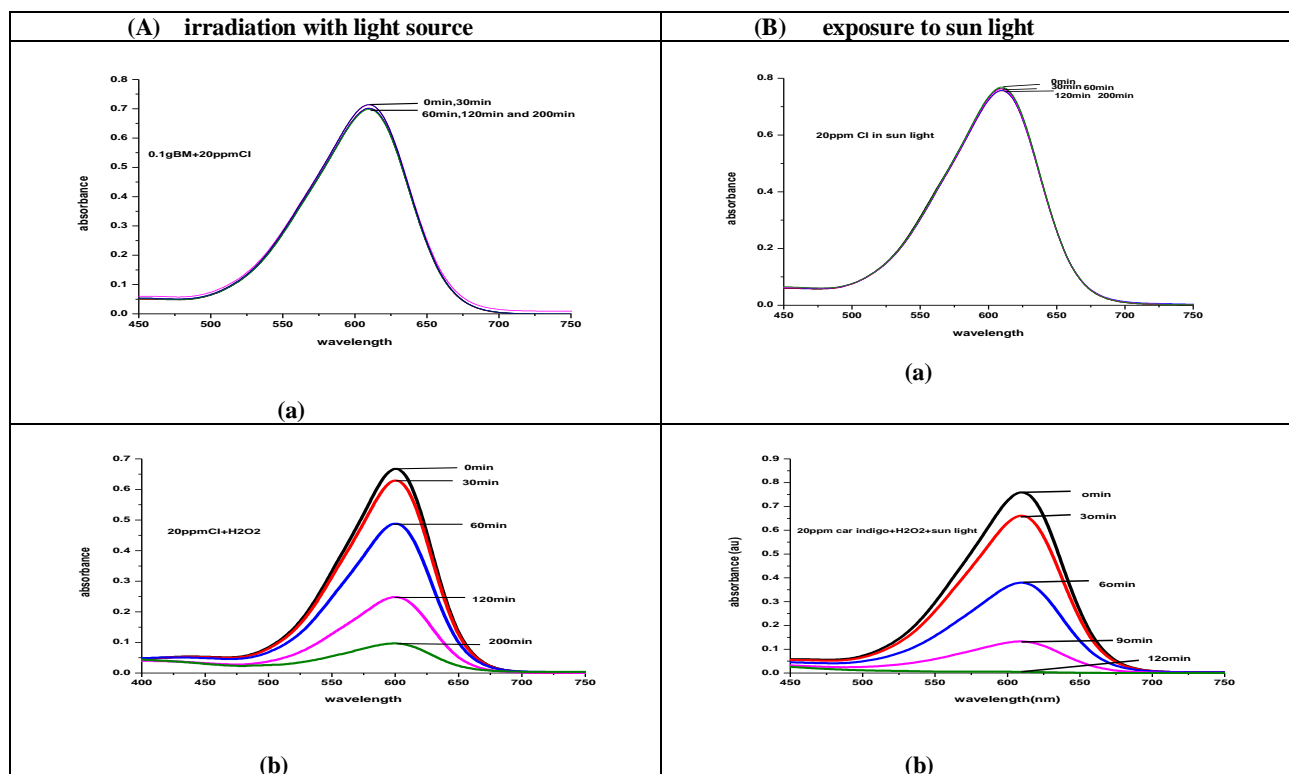 (A) irradiation with light source
(B) exposure to sun light
0.8
0.7
0.6
0.5
0.4
0.3
0.2
0.1
0.0
absorbance
0min,30min
60min,120min and 200min
0.1gBM+20ppmCI
450 500 550 600 650 700 750
wavelength
(a)
0.8
0.6
0.4
0.2
0.0
absorbance
0min
30min 60min
120min 200min
20ppm CI in sun light
450 500 550 600 650 700 750
wavelength
(a)
0.7
0.6
0.5
0.4
0.3
0.2
0.1
0.0
absorbance
0min
30min
20ppmCI+H2O2
60min
120min
200min
400 450 500 550 600 650 700 750
wavelength
(b)
0.9
0.8
0.7
0.6
0.5
0.4
0.3
0.2
0.1
0.0
absorbance (au)
omin
3omin
20ppm car indigo+H2O2+sun light
6omin
9omin
12omin
450 500 550 600 650 700 750
wavelength(nm)
(b)